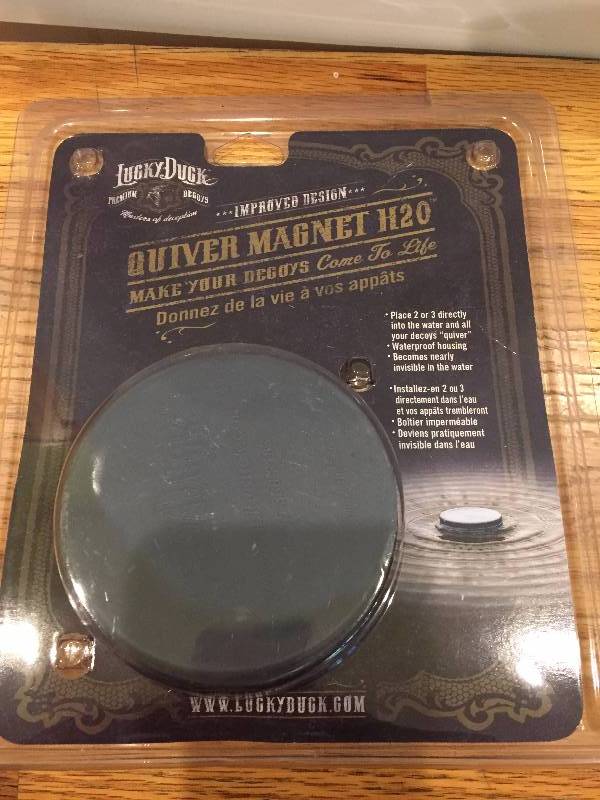 LUCKY DUCK
PREMIUM DECOYS
Masters of deception
IMPROVED DESIGN
QUIVER MAGNET H20
MAKE YOUR DECOYS Come To Life
Donnez de la vie à vos appâts
• Place 2 or 3 directly
into the water and all
your decoys "quiver"
• Waterproof housing
• Becomes nearly
invisible in the water
• Installez-en 2 ou 3
directement dans l'eau
et vos appâts trembleront
• Boîtier imperméable
• Deviens pratiquement
invisible dans l'eau
WWW.LUCKYDUCK.COM